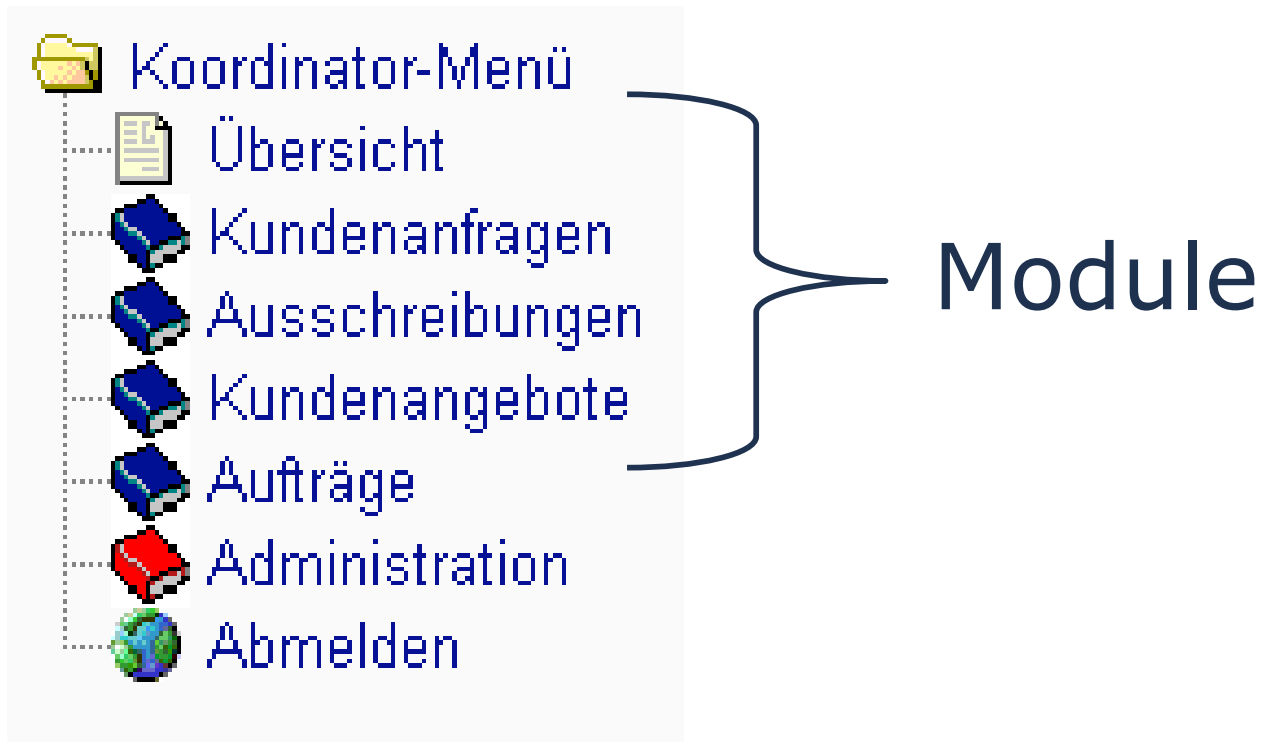 Koordinator-Menü
Übersicht
Kundenanfragen
Ausschreibungen
Kundenangebote
Aufträge
Administration
Abmelden
Module